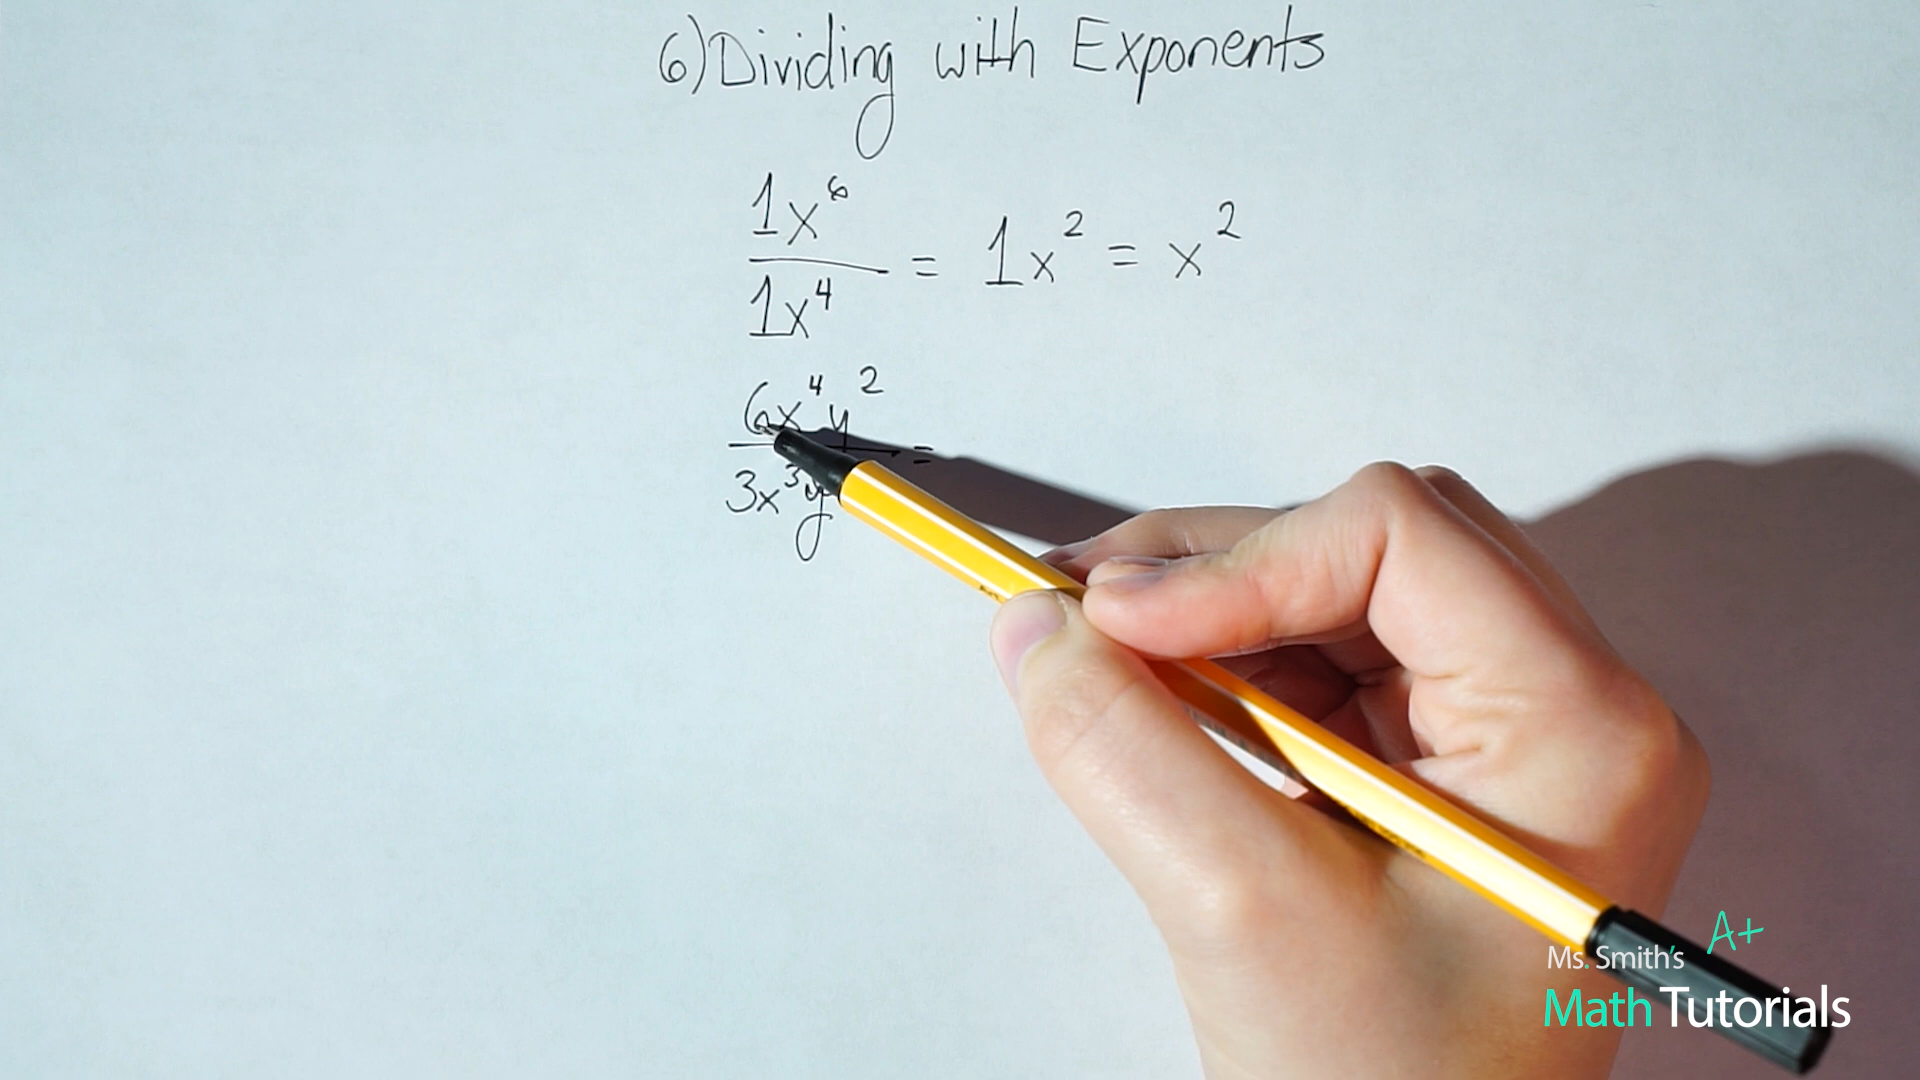 6) Dividing with Exponents
1x⁶/1x⁴ = 1x² = x²
6x⁴y²/3x³y =
Ms. Smith's A+
Math Tutorials